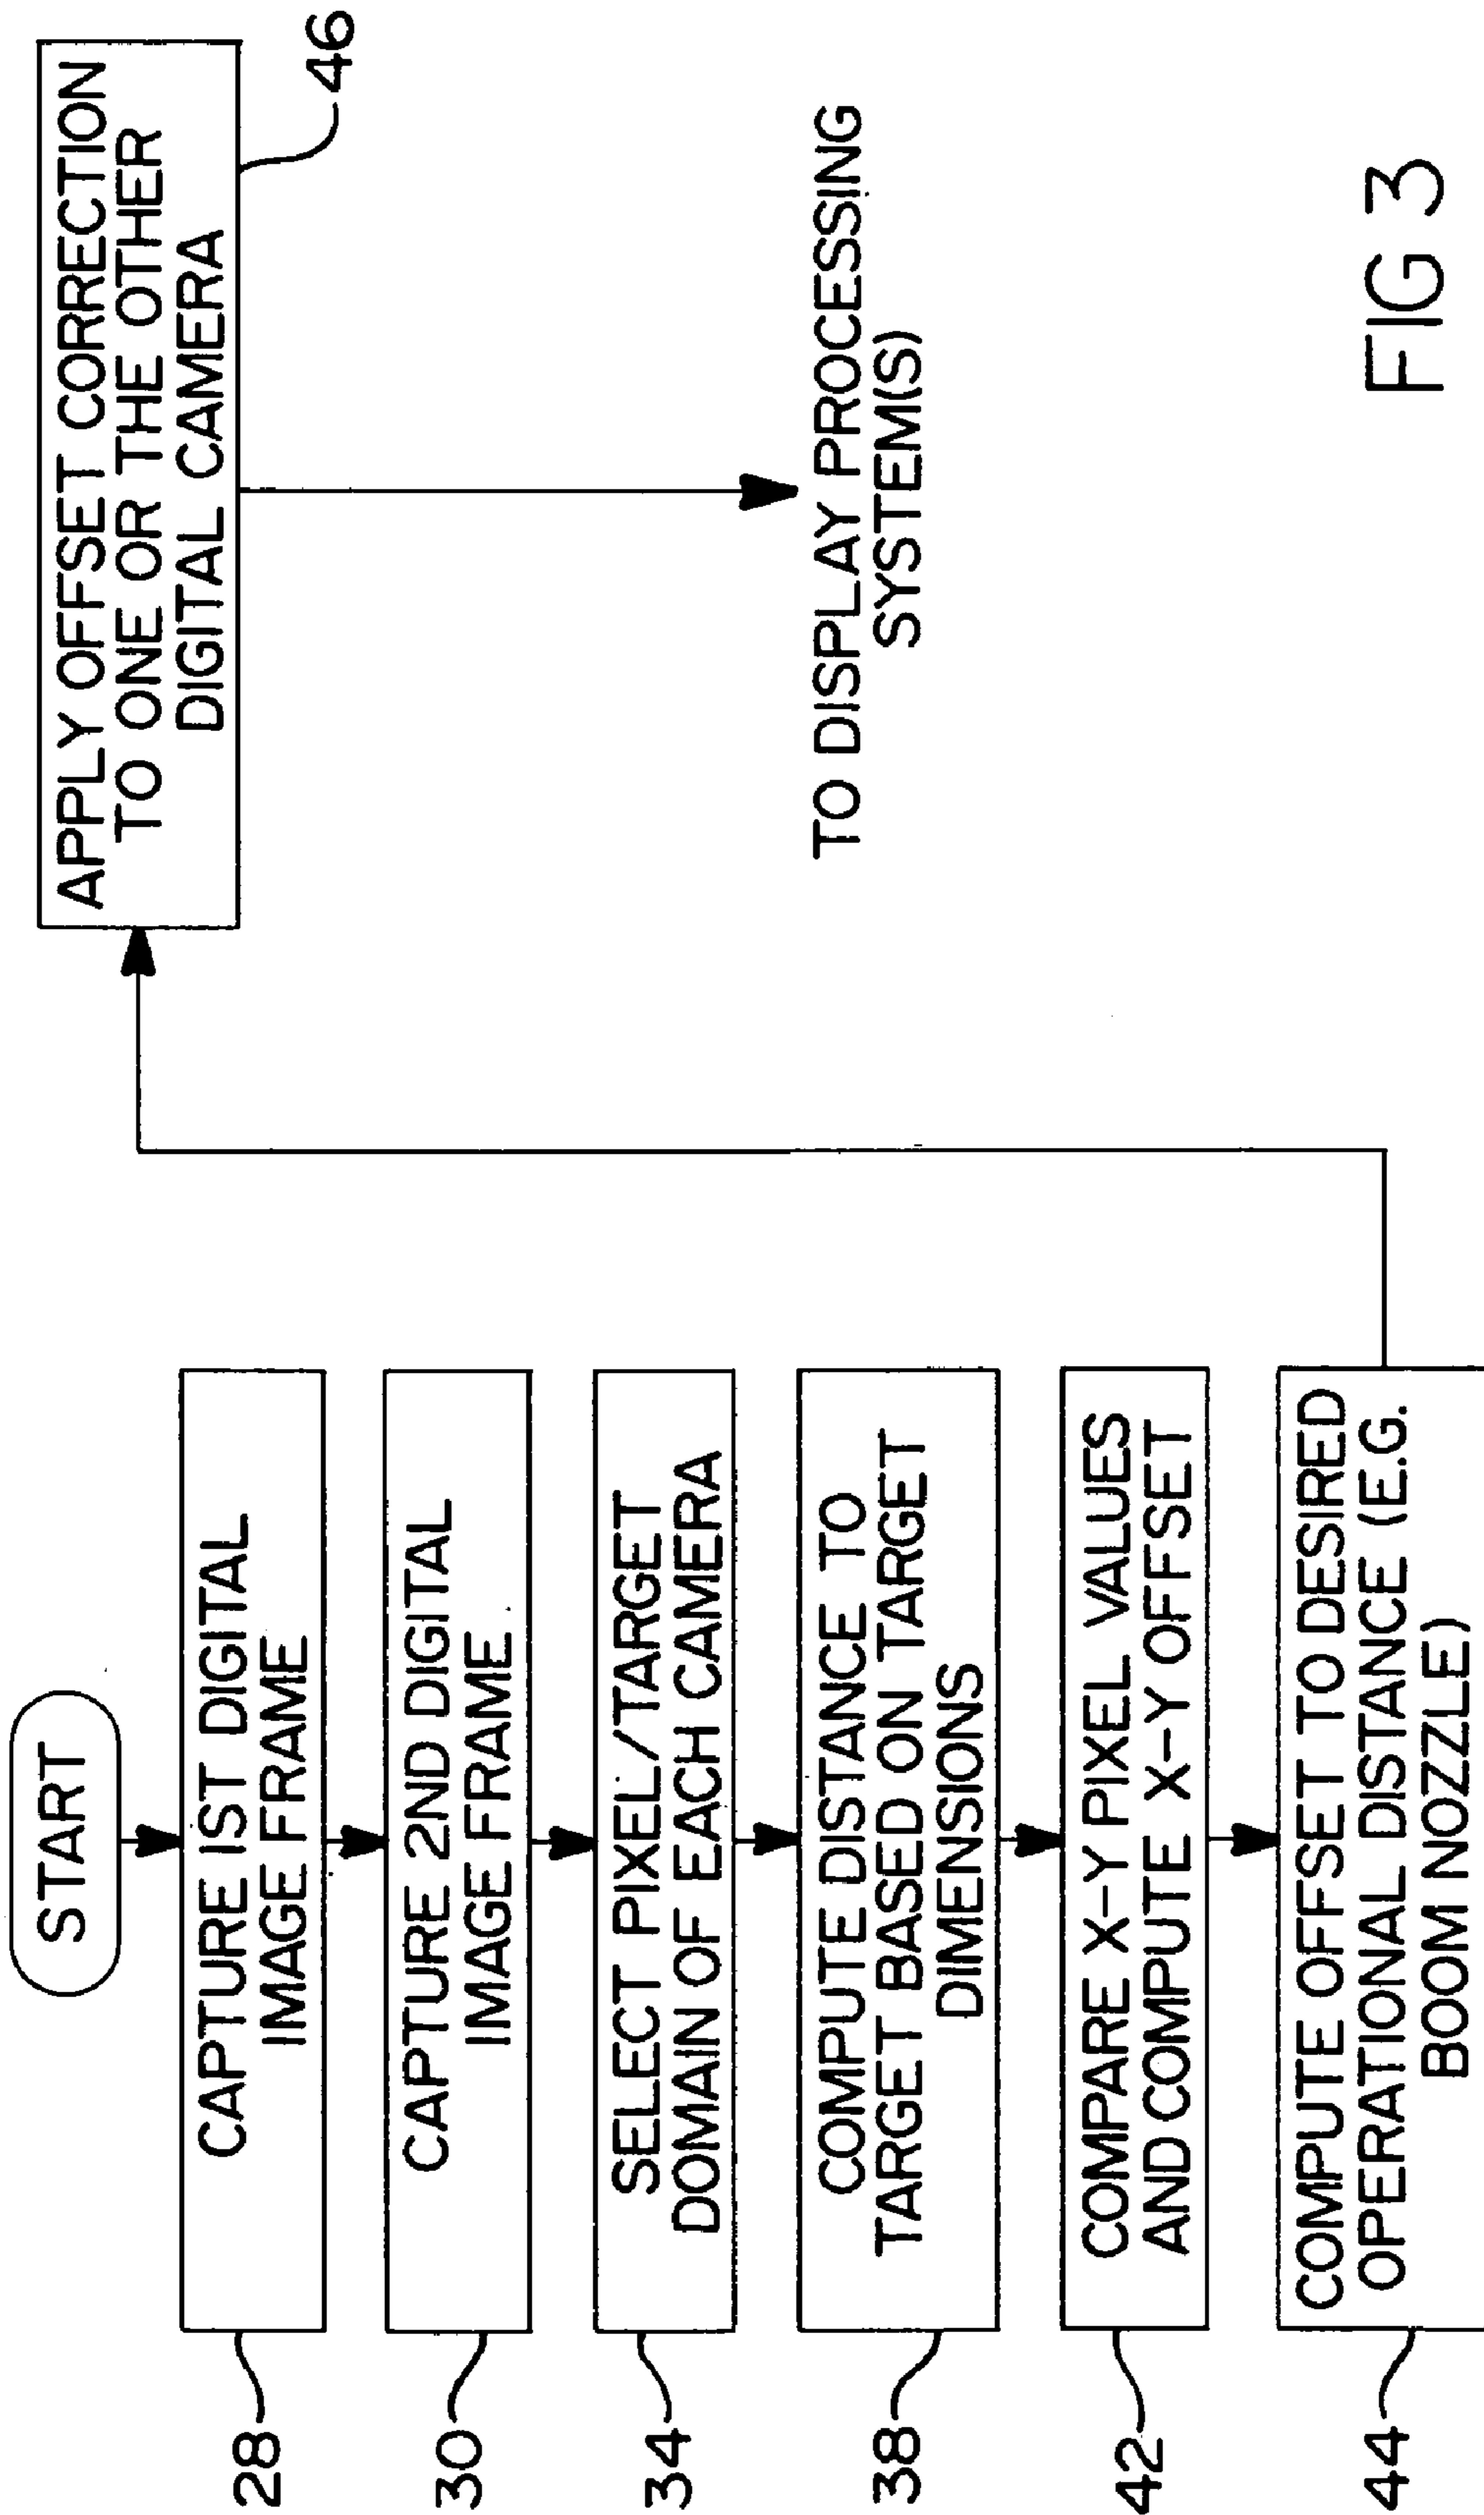 START
28
CAPTURE IST DIGITAL
IMAGE FRAME
30
CAPTURE 2ND DIGITAL
IMAGE FRAME
34
SELECT PIXEL/TARGET
DOMAIN OF EACH CAMERA
38
COMPUTE DISTANCE TO
TARGET BASED ON TARGET
DIMENSIONS
42
COMPARE X-Y PIXEL VALUES
AND COMPUTE X-Y OFFSET
44
COMPUTE OFFSET TO DESIRED
OPERATIONAL DISTANCE (E.G.
BOOM NOZZLE)
APPLY OFFSET CORRECTION
TO ONE OR THE OTHER
DIGITAL CAMERA
46
TO DISPLAY PROCESSING
SYSTEM(S)
FIG 3